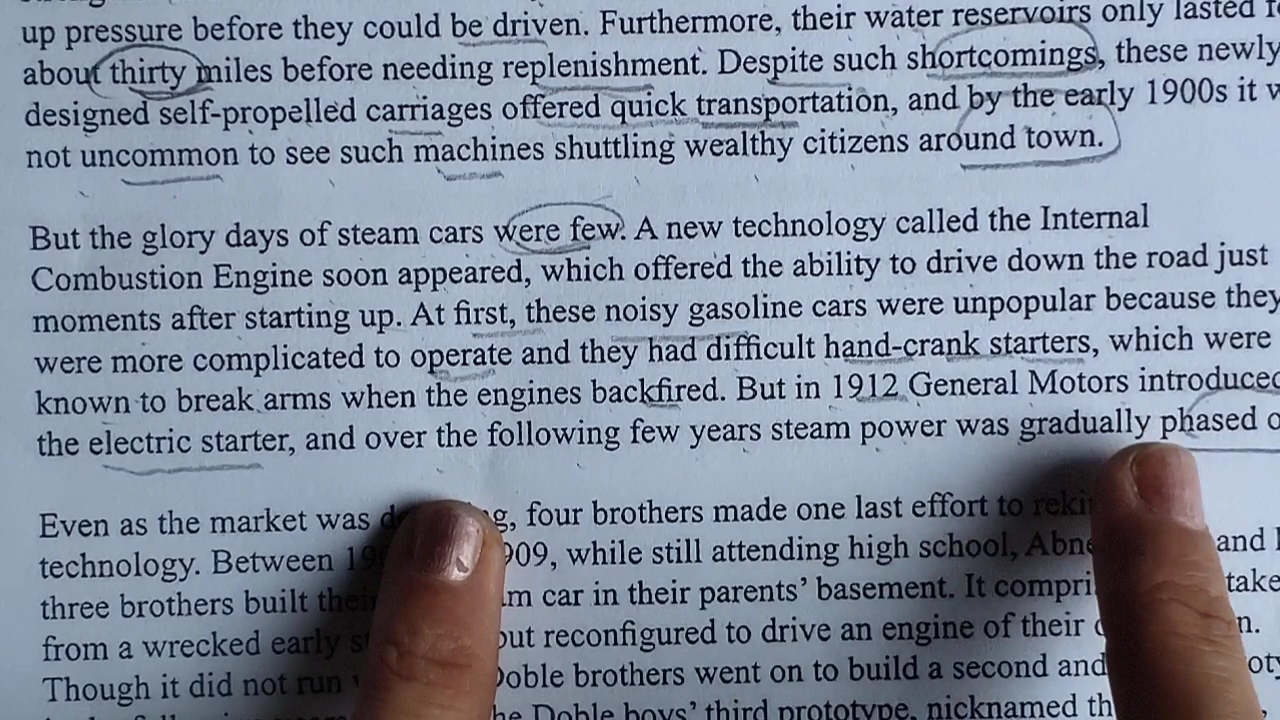 up pressure before they could be driven. Furthermore, their water reservoirs only lasted
about thirty miles before needing replenishment. Despite such shortcomings, these newly
designed self-propelled carriages offered quick transportation, and by the early 1900s it
not uncommon to see such machines shuttling wealthy citizens around town.
But the glory days of steam cars were few. A new technology called the Internal
Combustion Engine soon appeared, which offered the ability to drive down the road just
moments after starting up. At first, these noisy gasoline cars were unpopular because they
were more complicated to operate and they had difficult hand-crank starters, which were
known to break arms when the engines backfired. But in 1912 General Motors introduced
the electric starter, and over the following few years steam power was gradually phased
Even as the market was four brothers made one last effort to
technology. Between while still attending high school, and
three brothers built car in their parents' basement. It
from a wrecked early but reconfigured to drive an engine of their
Though it did not run Doble brothers went on to build a second and
the Doble boys' third prototype, nicknamed